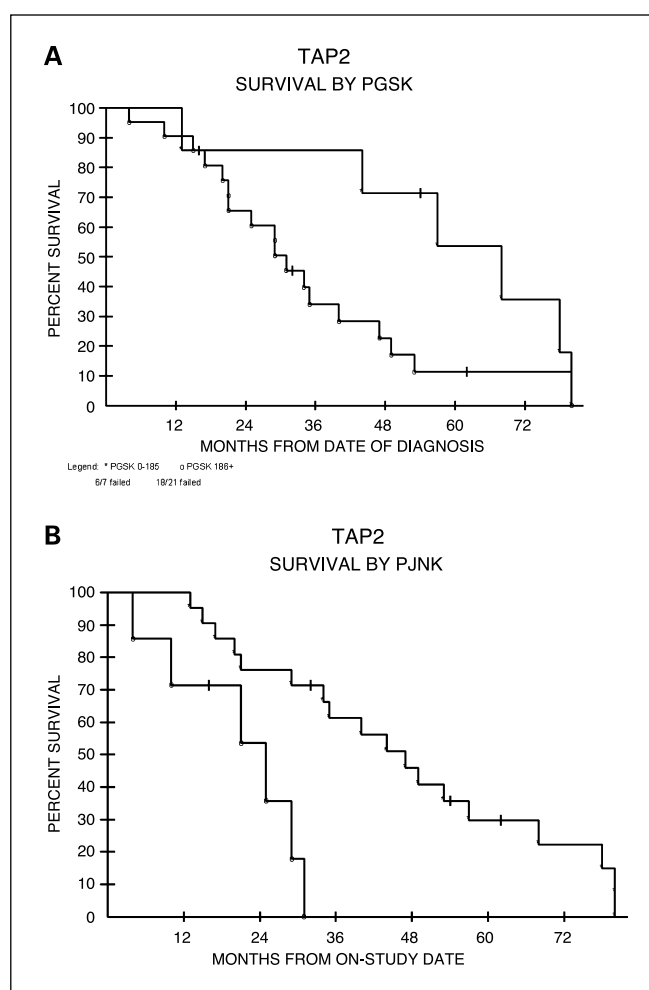 A
TAP2
SURVIVAL BY PGSK
PERCENT SURVIVAL
100
90
80
70
60
50
40
30
20
10
0
12 24 36 48 60 72
MONTHS FROM DATE OF DIAGNOSIS
Legend: * PGSK 0-185 o PGSK 186+
6/7 failed 18/21 failed
B
TAP2
SURVIVAL BY PJNK
PERCENT SURVIVAL
100
90
80
70
60
50
40
30
20
10
0
12 24 36 48 60 72
MONTHS FROM ON-STUDY DATE